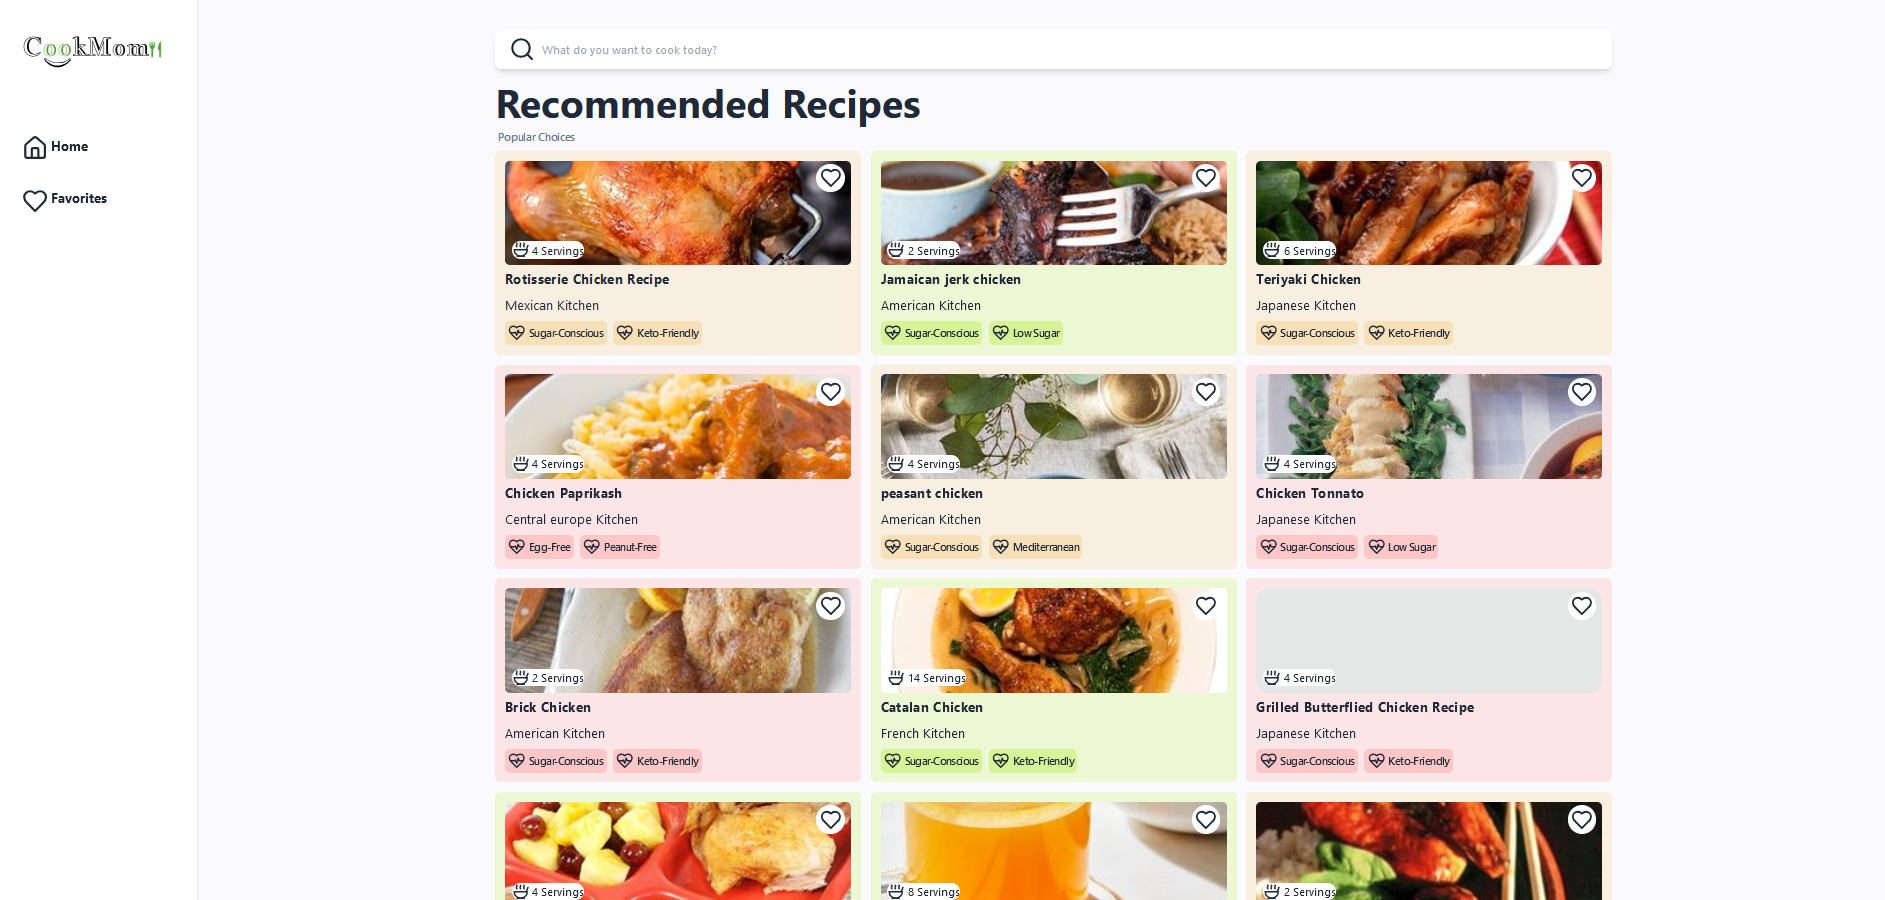 CookMom
Home
Favorites
What do you want to cook today?
Recommended Recipes
Popular Choices
4 Servings
Rotisserie Chicken Recipe
Mexican Kitchen
Sugar-Conscious
Keto-Friendly
2 Servings
Jamaican jerk chicken
American Kitchen
Sugar-Conscious
Low Sugar
6 Servings
Teriyaki Chicken
Japanese Kitchen
Sugar-Conscious
Keto-Friendly
4 Servings
Chicken Paprikash
Central europe Kitchen
Egg-Free
Peanut-Free
4 Servings
peasant chicken
American Kitchen
Sugar-Conscious
Mediterranean
4 Servings
Chicken Tonnato
Japanese Kitchen
Sugar-Conscious
Low Sugar
2 Servings
Brick Chicken
American Kitchen
Sugar-Conscious
Keto-Friendly
14 Servings
Catalan Chicken
French Kitchen
Sugar-Conscious
Keto-Friendly
4 Servings
Grilled Butterflied Chicken Recipe
Japanese Kitchen
Sugar-Conscious
Keto-Friendly
4 Servings
8 Servings
2 Servings